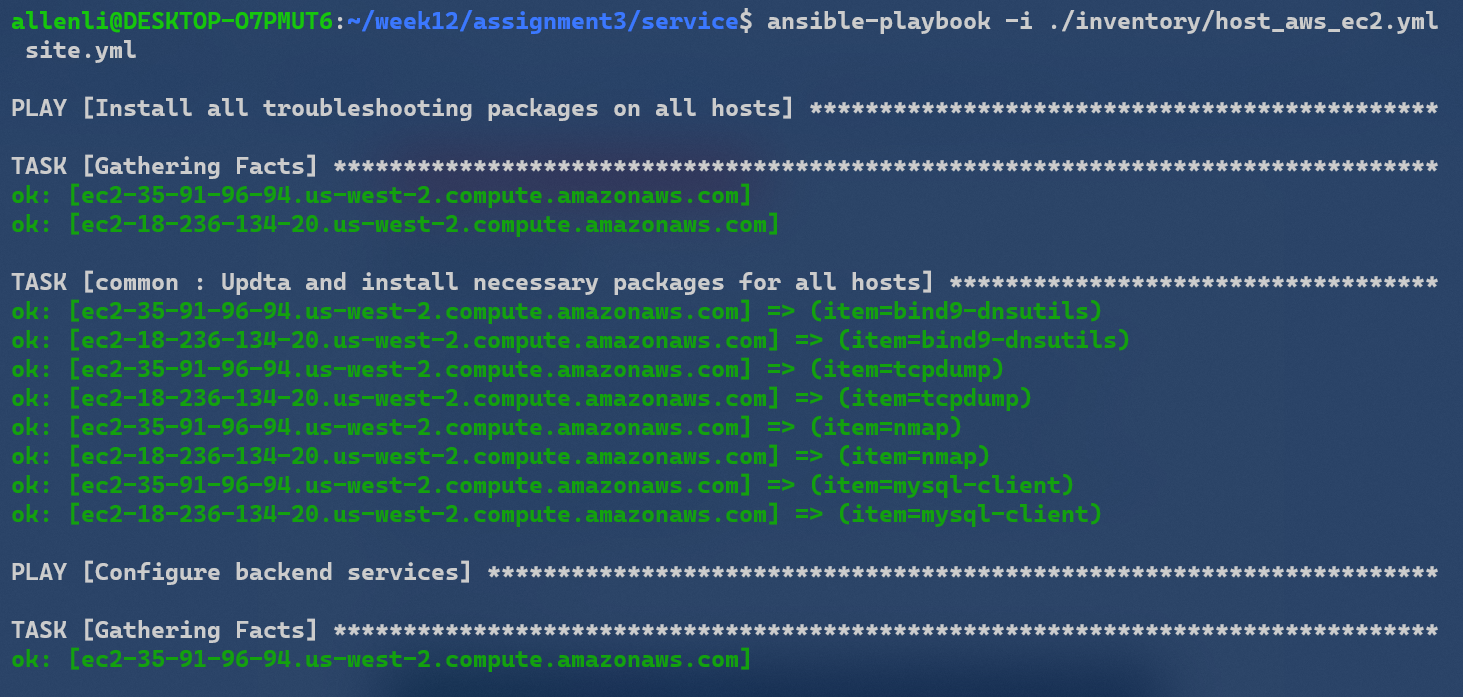 allenli@DESKTOP-O7PMUT6:~/week12/assignment3/service$ ansible-playbook -i ./inventory/host_aws_ec2.yml
site.yml
PLAY [Install all troubleshooting packages on all hosts] *********************************************
TASK [Gathering Facts] *******************************************************************************
ok: [ec2-35-91-96-94.us-west-2.compute.amazonaws.com]
ok: [ec2-18-236-134-20.us-west-2.compute.amazonaws.com]
TASK [common : Updta and install necessary packages for all hosts] ***********************************
ok: [ec2-35-91-96-94.us-west-2.compute.amazonaws.com] => (item=bind9-dnsutils)
ok: [ec2-18-236-134-20.us-west-2.compute.amazonaws.com] => (item=bind9-dnsutils)
ok: [ec2-35-91-96-94.us-west-2.compute.amazonaws.com] => (item=tcpdump)
ok: [ec2-18-236-134-20.us-west-2.compute.amazonaws.com] => (item=tcpdump)
ok: [ec2-35-91-96-94.us-west-2.compute.amazonaws.com] => (item=nmap)
ok: [ec2-18-236-134-20.us-west-2.compute.amazonaws.com] => (item=nmap)
ok: [ec2-35-91-96-94.us-west-2.compute.amazonaws.com] => (item=mysql-client)
ok: [ec2-18-236-134-20.us-west-2.compute.amazonaws.com] => (item=mysql-client)
PLAY [Configure backend services] ********************************************************************
TASK [Gathering Facts] *******************************************************************************
ok: [ec2-35-91-96-94.us-west-2.compute.amazonaws.com]